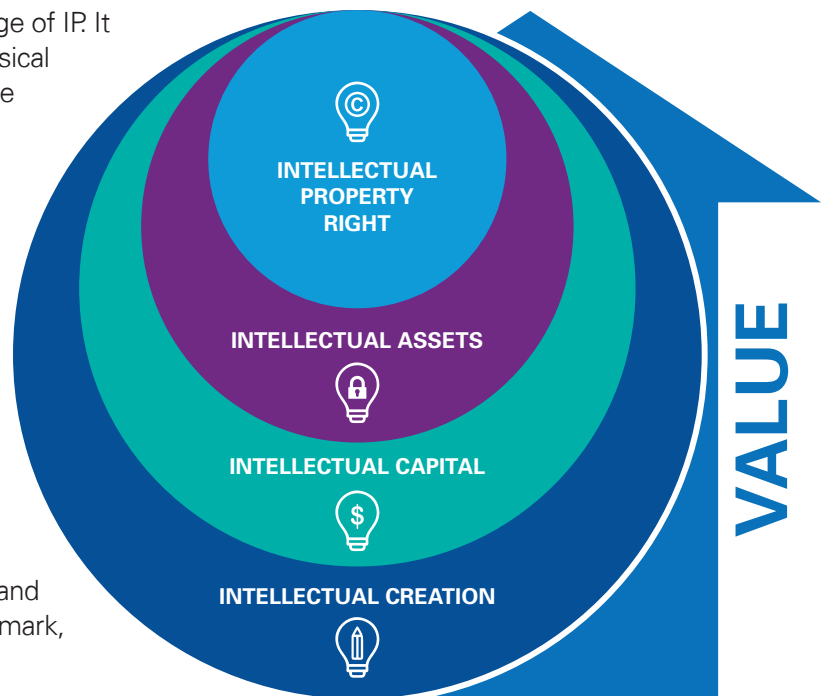 ge of IP. It
sical
e
©
INTELLECTUAL
PROPERTY
RIGHT
INTELLECTUAL ASSETS
INTELLECTUAL CAPITAL
$
INTELLECTUAL CREATION
and
mark,
VALUE